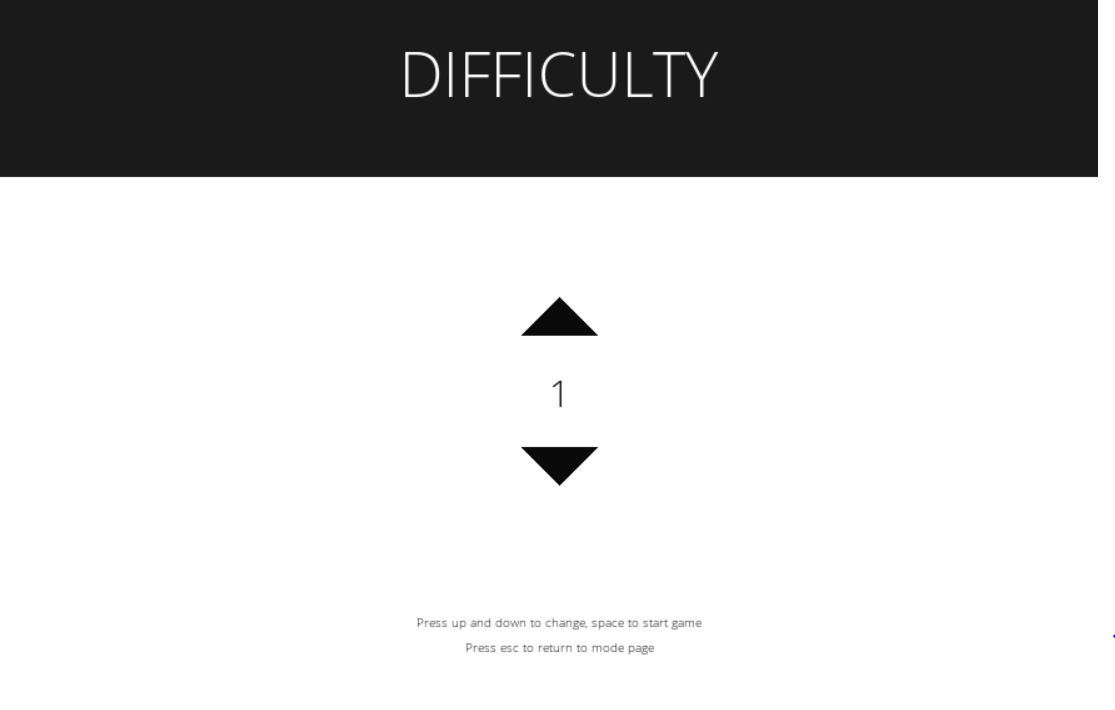 DIFFICULTY
1
Press up and down to change, space to start game
Press esc to return to mode page